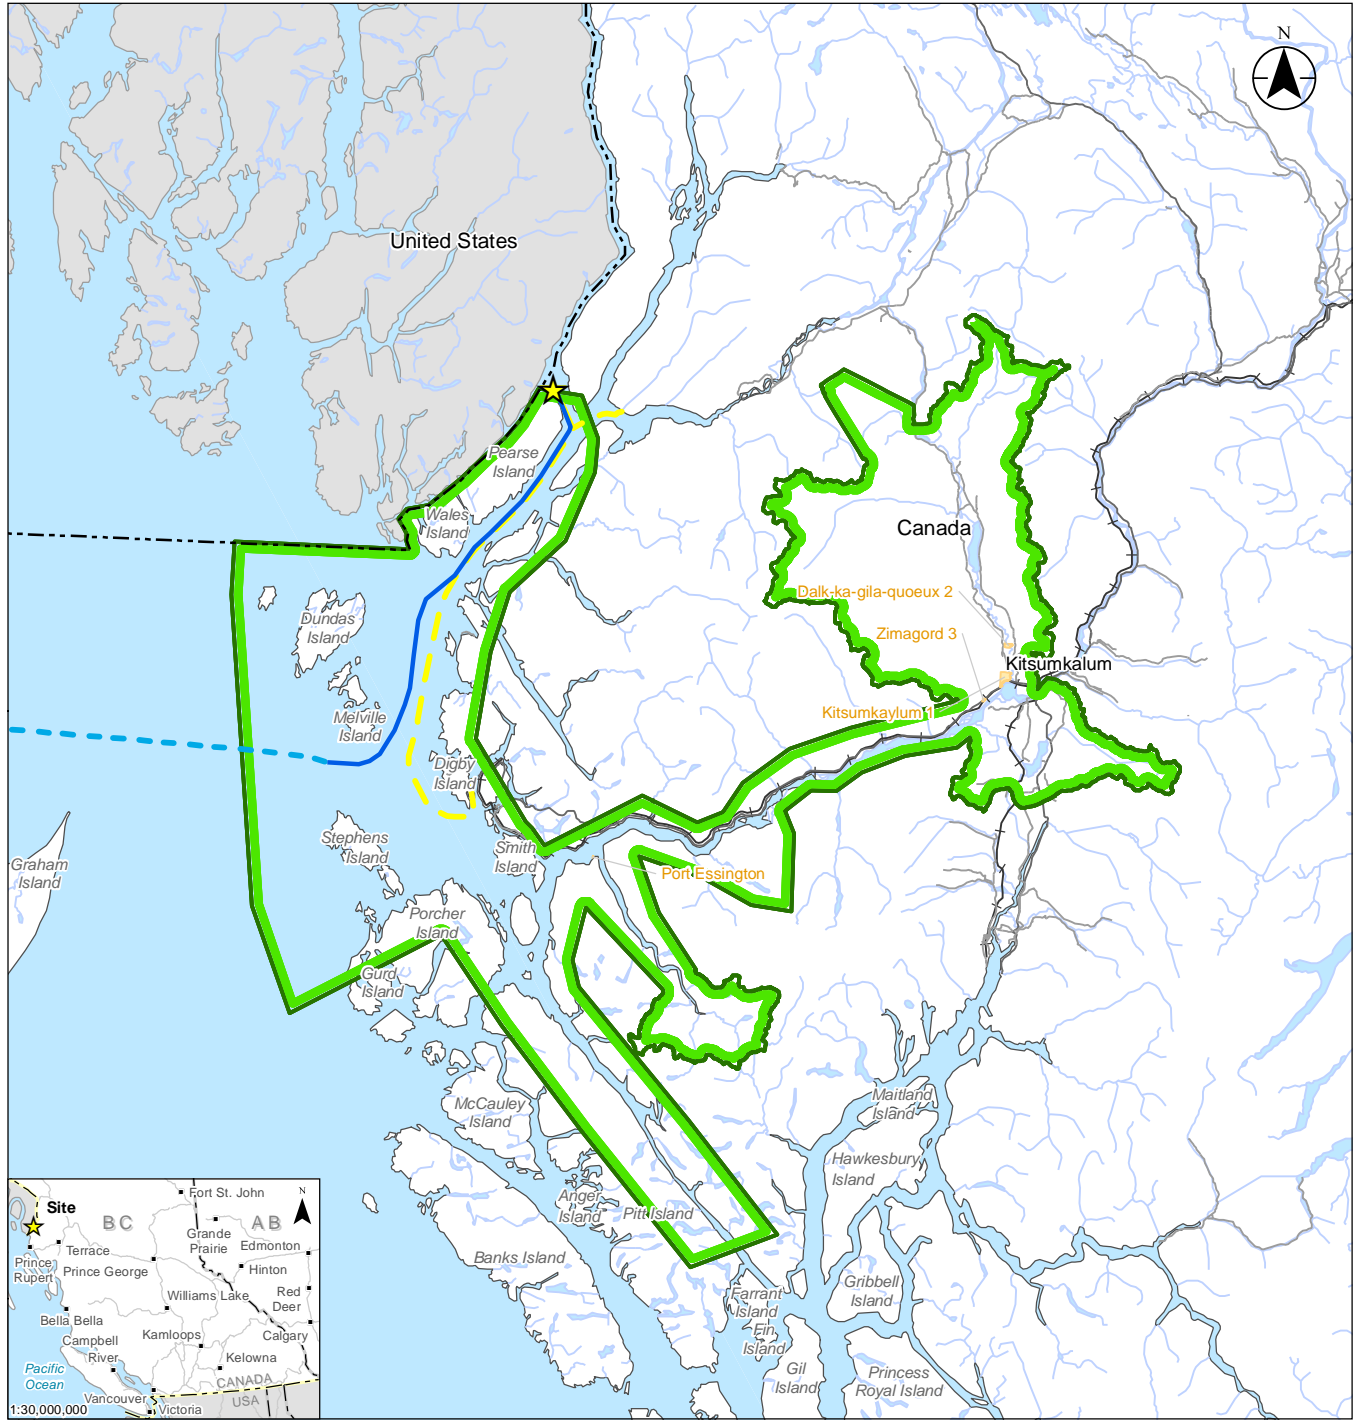 N
United States
Pearse
Island
Wales
Island
Canada
Dundas
Island
Dalk-ka-gila-quoeux 2
Zimagord 3
Kitsumkalum
Kitsumkaylum 1
Melville
Island
Digby
Island
Stephens
Island
Smith
Island
Graham
Island
Port Essington
Porcher
Island
Gurd
Island
McCauley
Island
Maitland
Island
Hawkesbury
Island
Anger
Island
Pitt Island
Banks Island
Gribbell
Island
Farrant
Island
Fin
Island
Gil
Island
Princess
Royal Island
N
Site
Fort St. John
BC
AB
Grande
Prairie
Edmonton
Terrace
Prince
Rupert
Prince George
Hinton
Williams Lake
Red
Deer
Bella Bella
Campbell
River
Kamloops
Calgary
Kelowna
Pacific
Ocean
CANADA
USA
Vancouver
Victoria
1:30,000,000